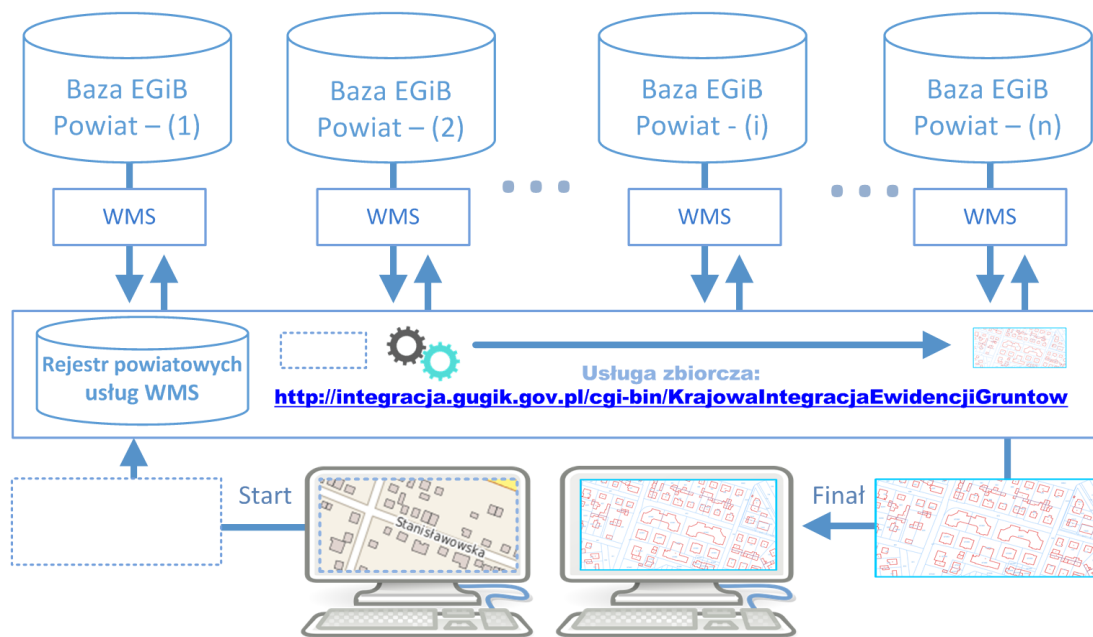 Baza EGiB
Powiat – (1)
Baza EGiB
Powiat – (2)
Baza EGiB
Powiat - (i)
Baza EGiB
Powiat – (n)
WMS
WMS
WMS
WMS
Rejestr powiatowych
usług WMS
Usługa zbiorcza:
http://integracja.gugik.gov.pl/cgi-bin/KrajowaIntegracjaEwidencjiGruntow
Start
Stanisławowska
Finał